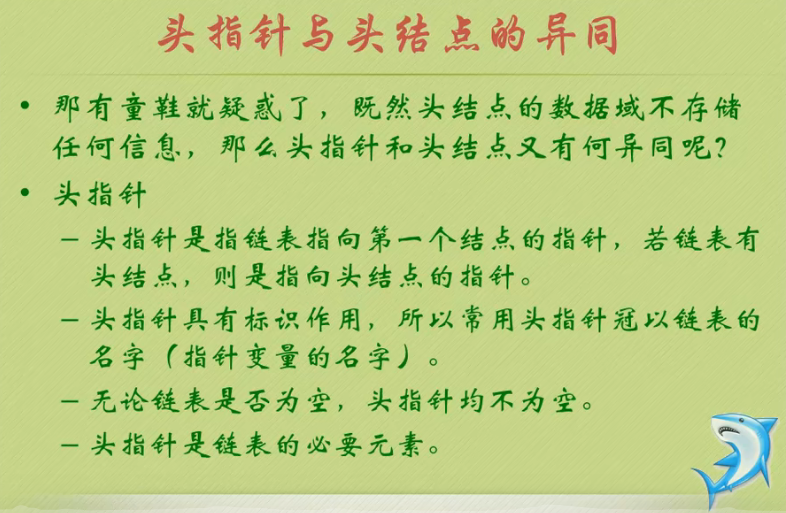 头指针与头结点的异同
• 那有童鞋就疑惑了，既然头结点的数据域不存储
任何信息，那么头指针和头结点又有何异同呢？
• 头指针
– 头指针是指链表指向第一个结点的指针，若链表有
头结点，则是指向头结点的指针。
– 头指针具有标识作用，所以常用头指针冠以链表的
名字（指针变量的名字）。
– 无论链表是否为空，头指针均不为空。
– 头指针是链表的必要元素。